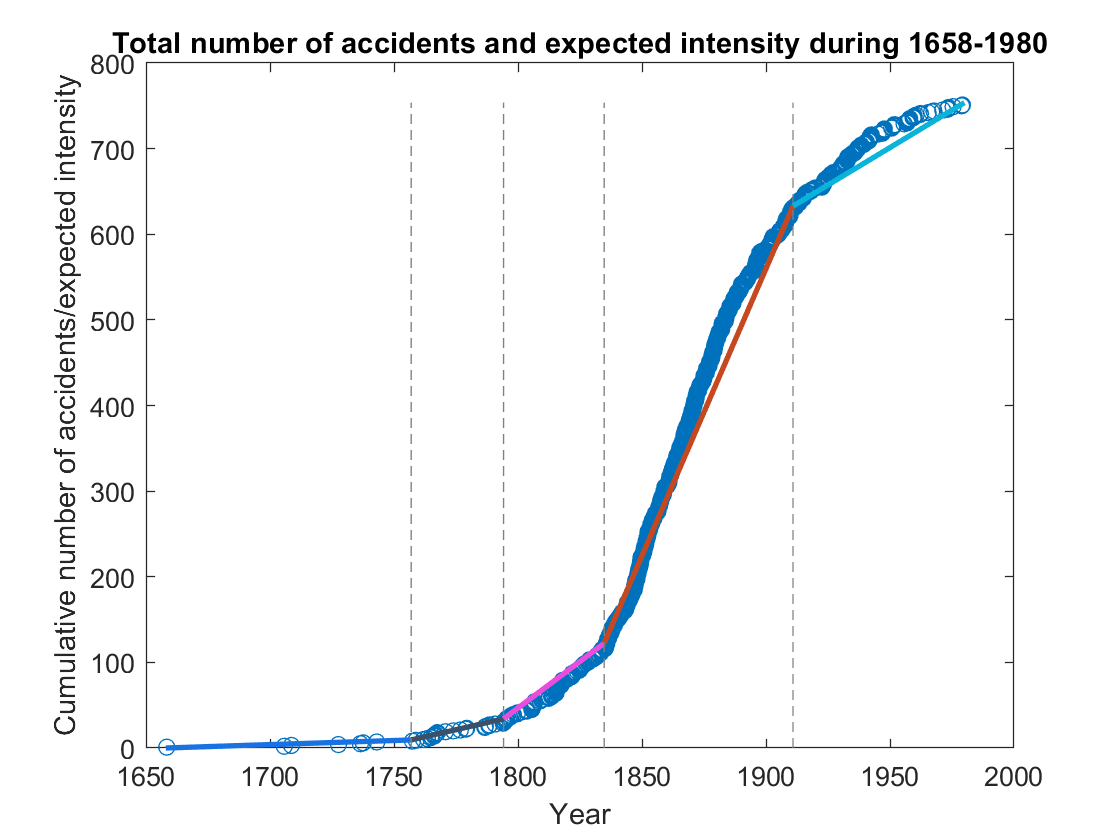 Total number of accidents and expected intensity during 1658-1980
Cumulative number of accidents/expected intensity
800
700
600
500
400
300
200
100
0
1650 1700 1750 1800 1850 1900 1950 2000
Year